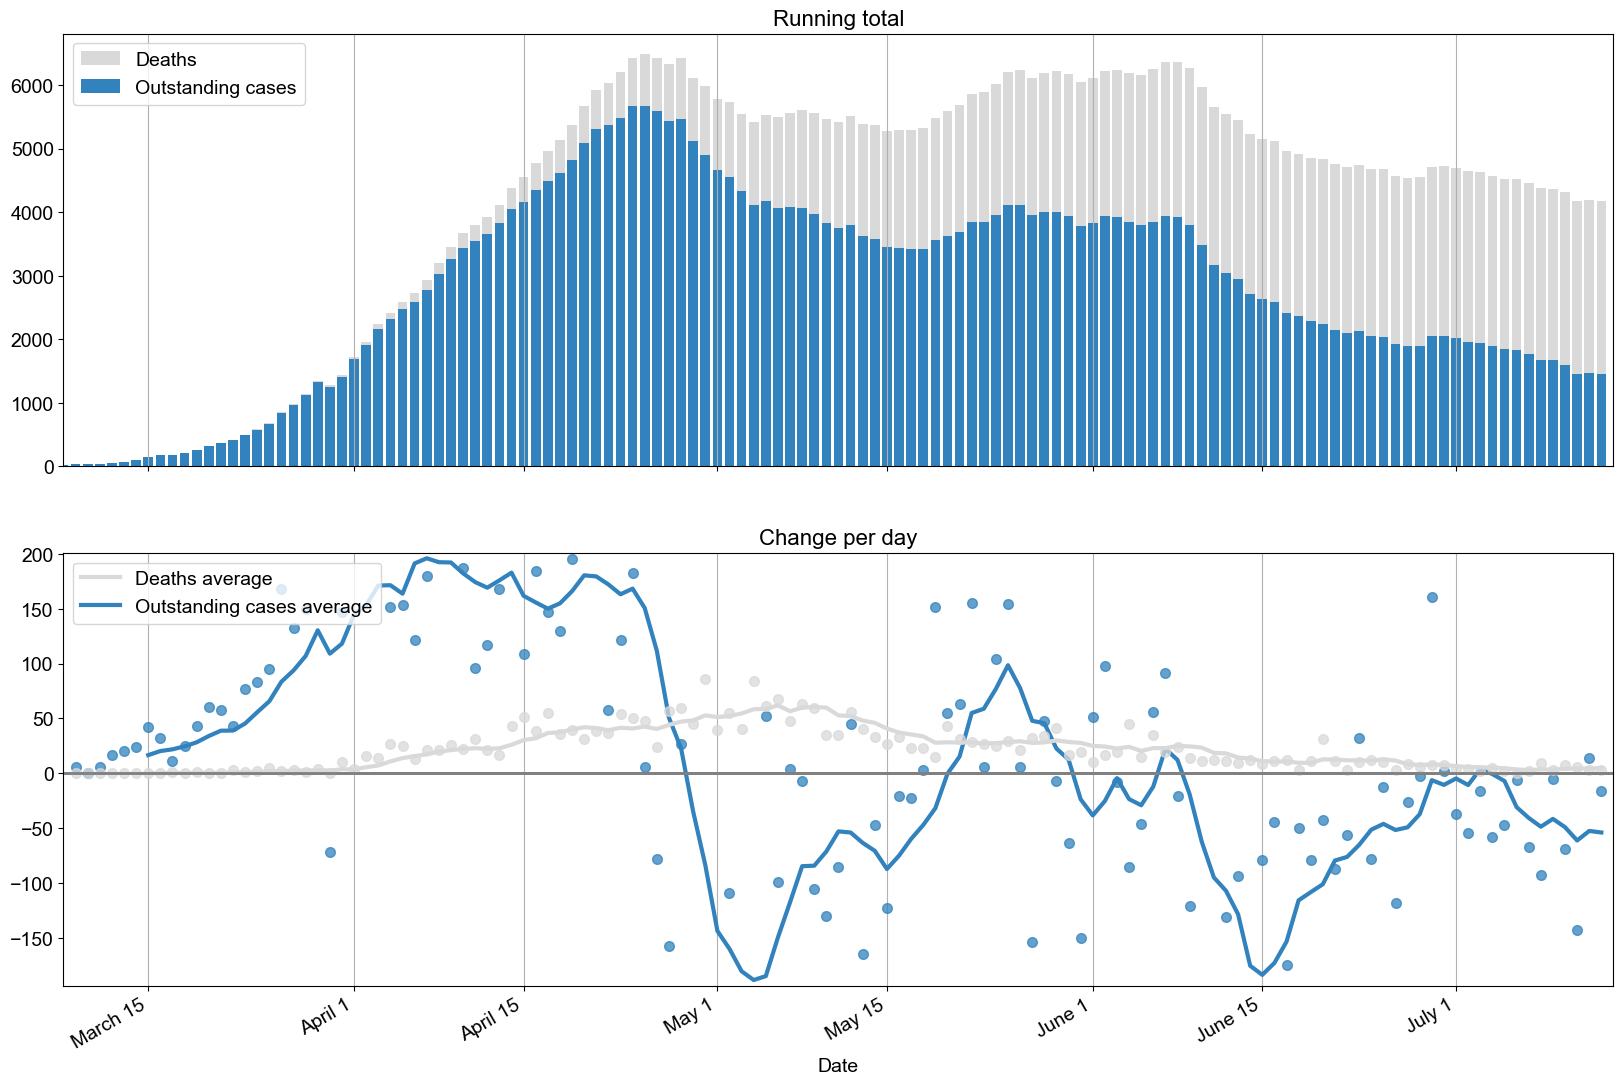 Running total
Deaths
Outstanding cases
6000
5000
4000
3000
2000
1000
0
Change per day
Deaths average
Outstanding cases average
200
150
100
50
0
−50
−100
−150
March 15
April 1
April 15
May 1
May 15
June 1
June 15
July 1
Date